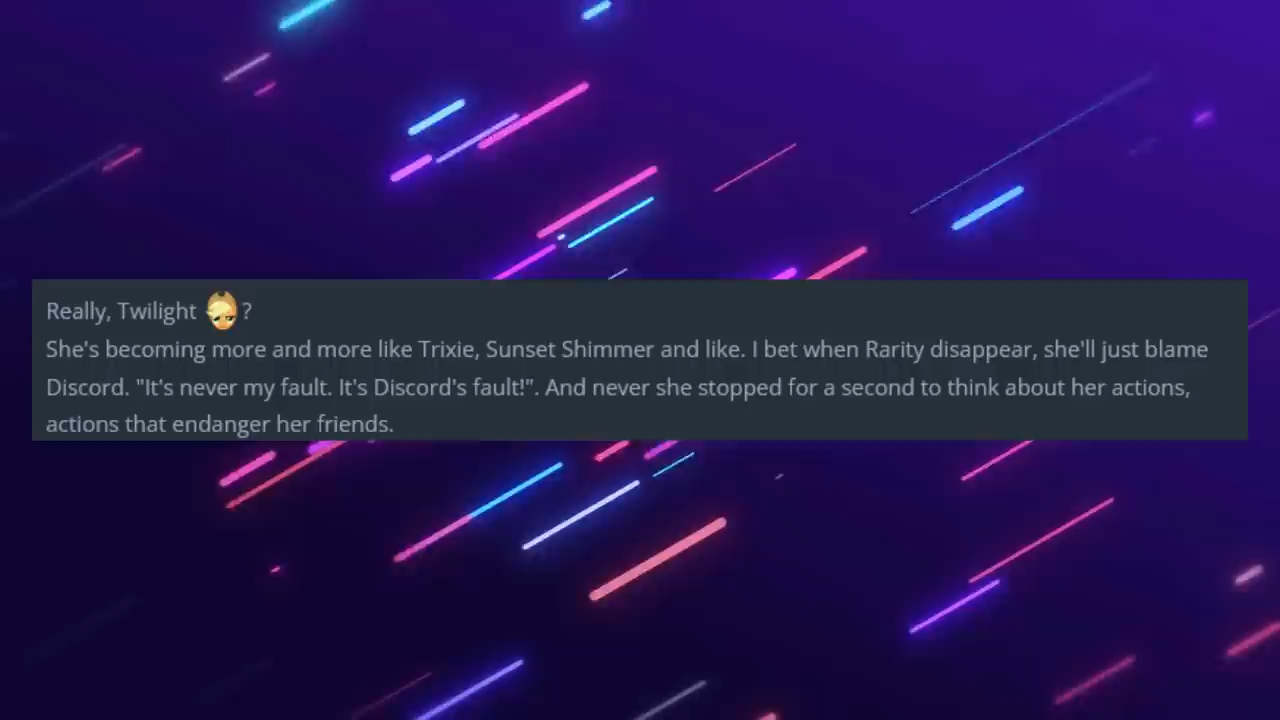 Really, Twilight ?
She's becoming more and more like Trixie, Sunset Shimmer and like. I bet when Rarity disappear, she'll just blame
Discord. "It's never my fault. It's Discord's fault!". And never she stopped for a second to think about her actions,
actions that endanger her friends.